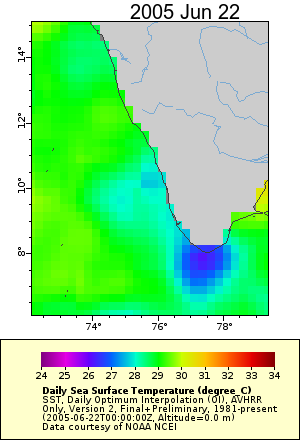 2005 Jun 22
14°
12°
10°
8°
74° 76° 78°
24 25 26 27 28 29 30 31 32 33 34
Daily Sea Surface Temperature (degree_C)
SST, Daily Optimum Interpolation (OI), AVHRR
Only, Version 2, Final+Preliminary, 1981-present
(2005-06-22T00:00:00Z, Altitude=0.0 m)
Data courtesy of NOAA NCEI